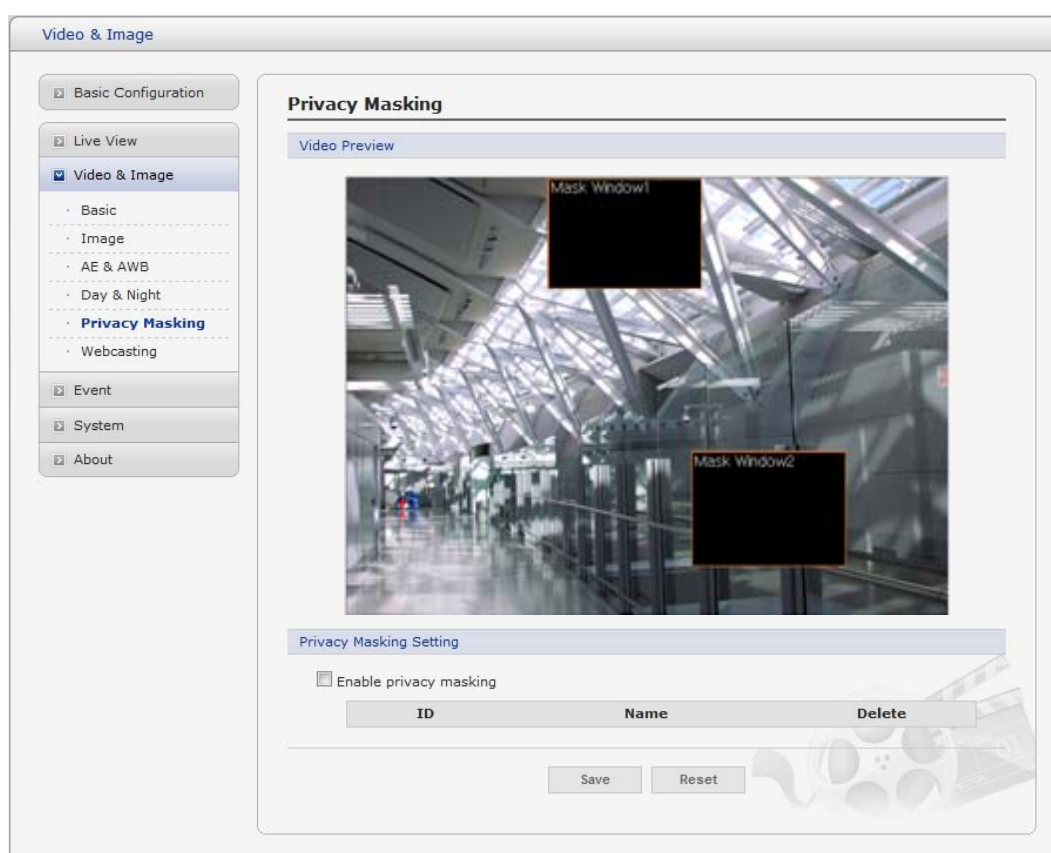 Video & Image
Basic Configuration
Live View
Video & Image
Basic
Image
AE & AWB
Day & Night
Privacy Masking
Webcasting
Event
System
About
Privacy Masking
Video Preview
Mask Window1
Mask Window2
Privacy Masking Setting
Enable privacy masking
ID Name Delete
Save Reset
01